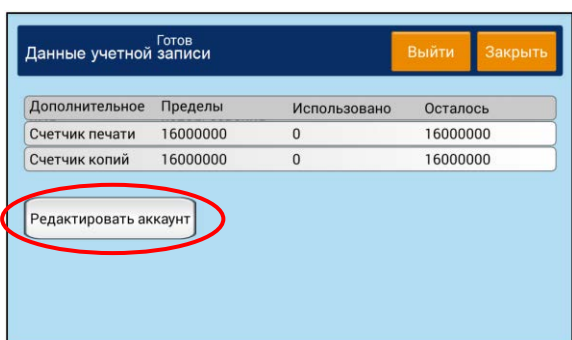 Готов
Данные учетной записи
Выйти
Закрыть
Дополнительное Пределы Использовано Осталось
Счетчик печати 16000000 0 16000000
Счетчик копий 16000000 0 16000000
Редактировать аккаунт